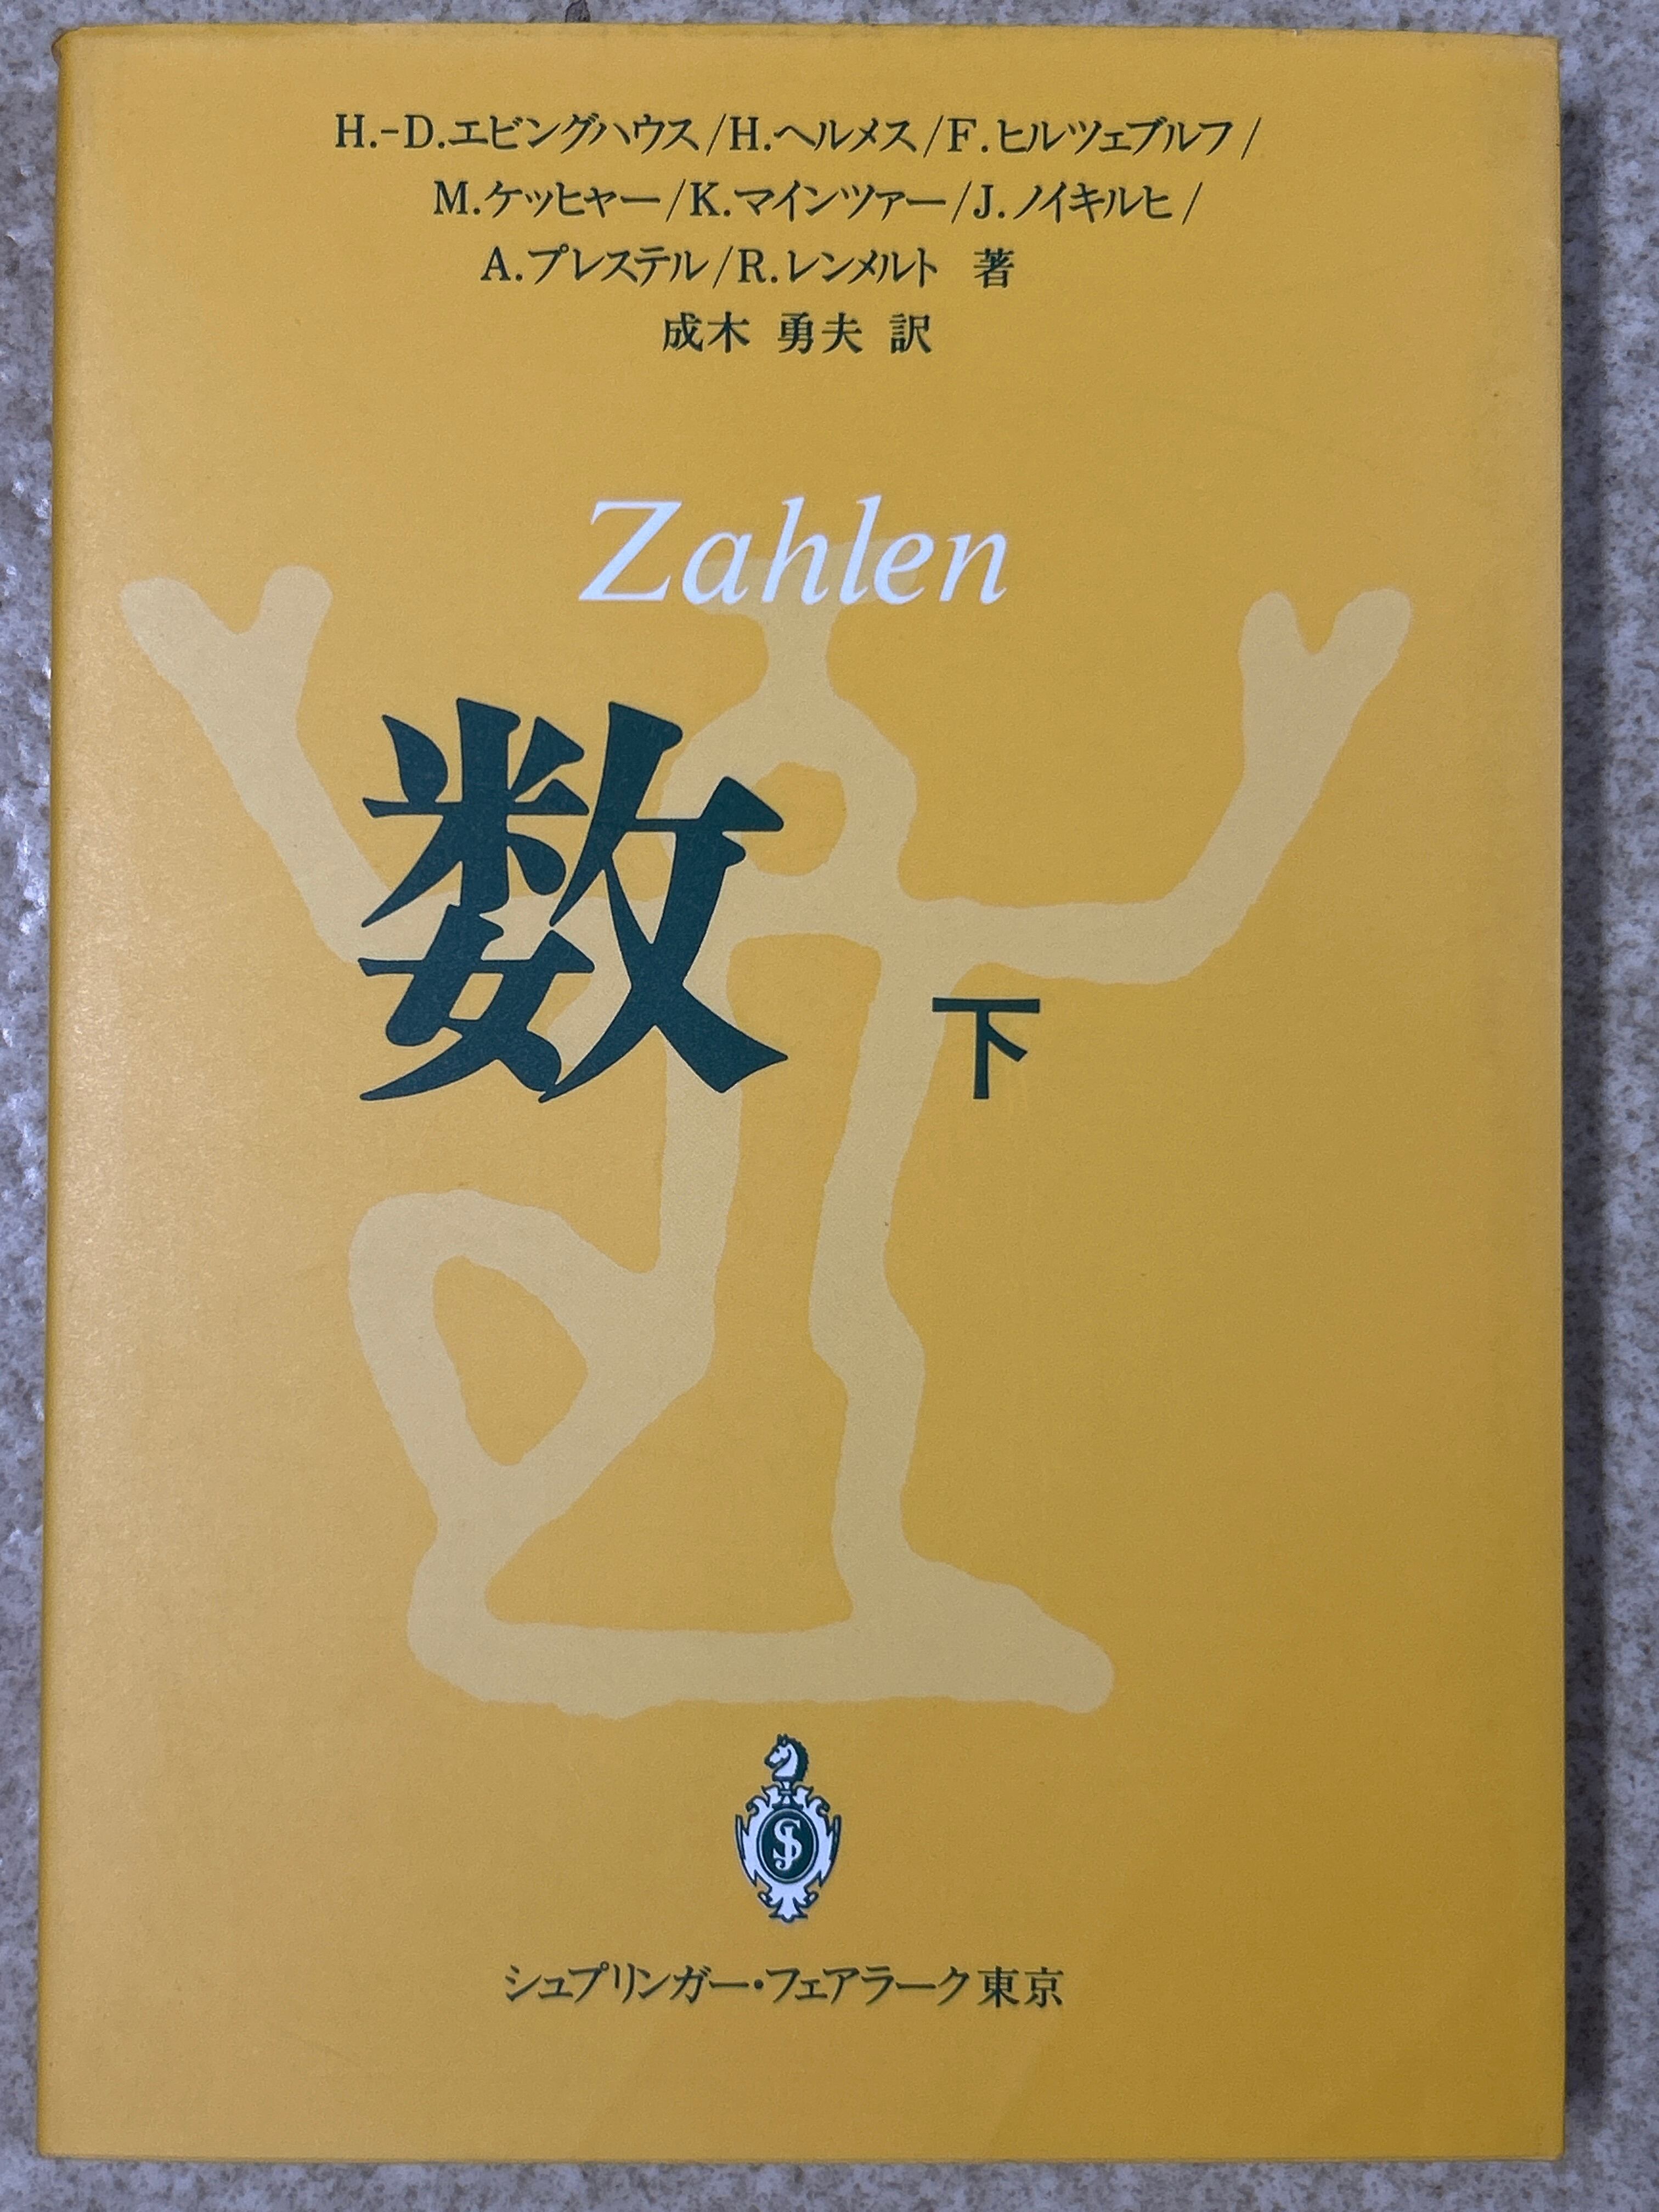 H.-D.エビングハウス/H.ヘルメス/F.ヒルツェブルフ/
M.ケッヒャー/K.マインツァー/J.ノイキルヒ/
A.プレステル/R.レンメルト 著
成木 勇夫 訳
Zahlen
数 下
シュプリンガー・フェアラーク東京